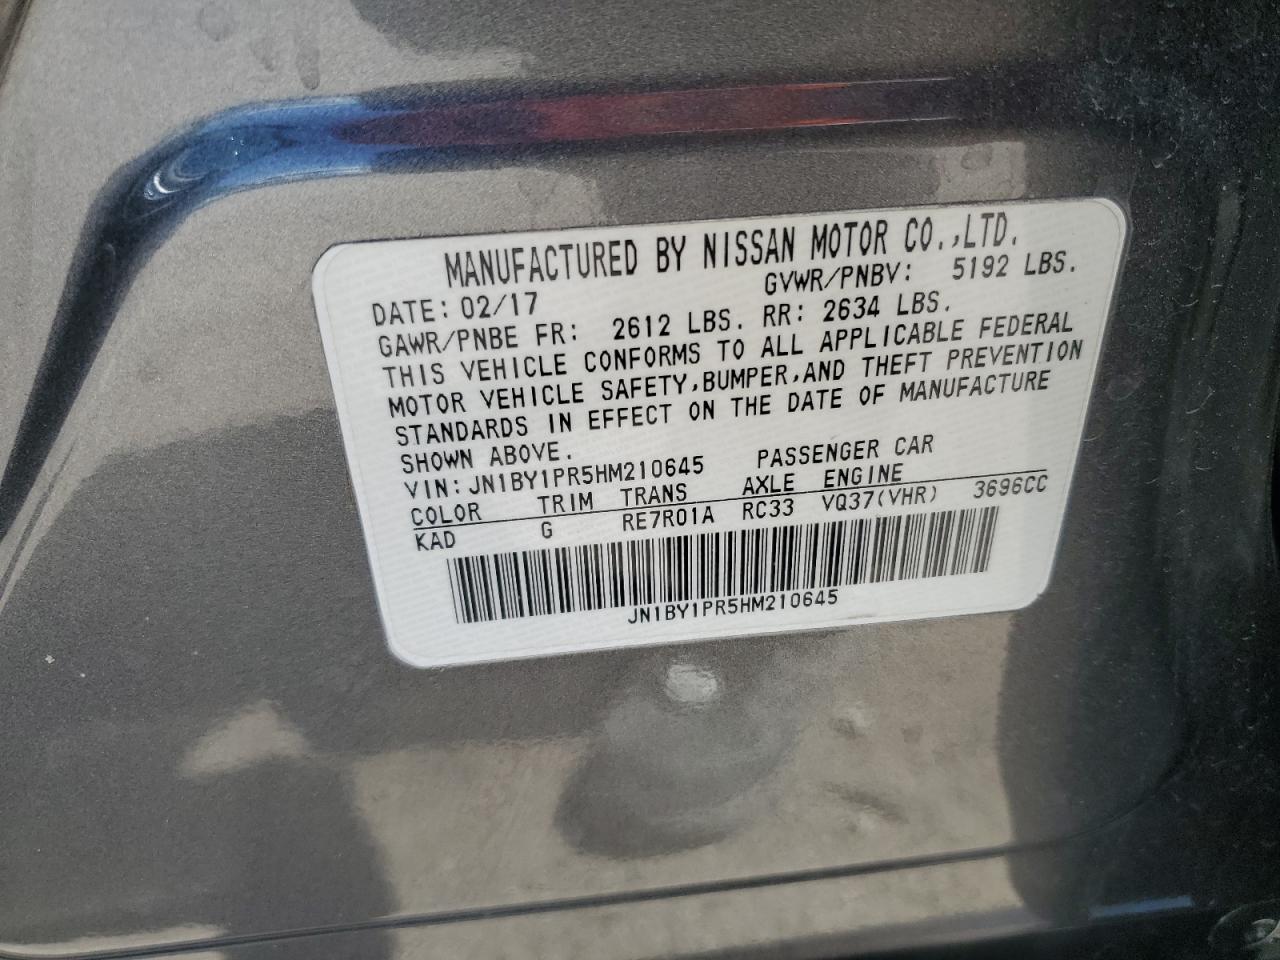 MANUFACTURED BY NISSAN MOTOR CO.,LTD.
DATE: 02/17 GVWR/PNBV: 5192 LBS.
GAWR/PNBE FR: 2612 LBS. RR: 2634 LBS.
THIS VEHICLE CONFORMS TO ALL APPLICABLE FEDERAL
MOTOR VEHICLE SAFETY,BUMPER,AND THEFT PREVENTION
STANDARDS IN EFFECT ON THE DATE OF MANUFACTURE
SHOWN ABOVE.
VIN: JN1BY1PR5HM210645 PASSENGER CAR
COLOR TRIM TRANS AXLE ENGINE
KAD G RE7R01A RC33 VQ37(VHR) 3696CC
JN1BY1PR5HM210645